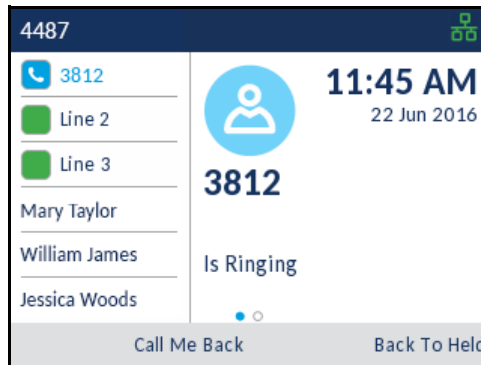 4487
3812
Line 2
Line 3
Mary Taylor
William James
Jessica Woods
11:45 AM
22 Jun 2016
3812
Is Ringing
Call Me Back
Back To Held